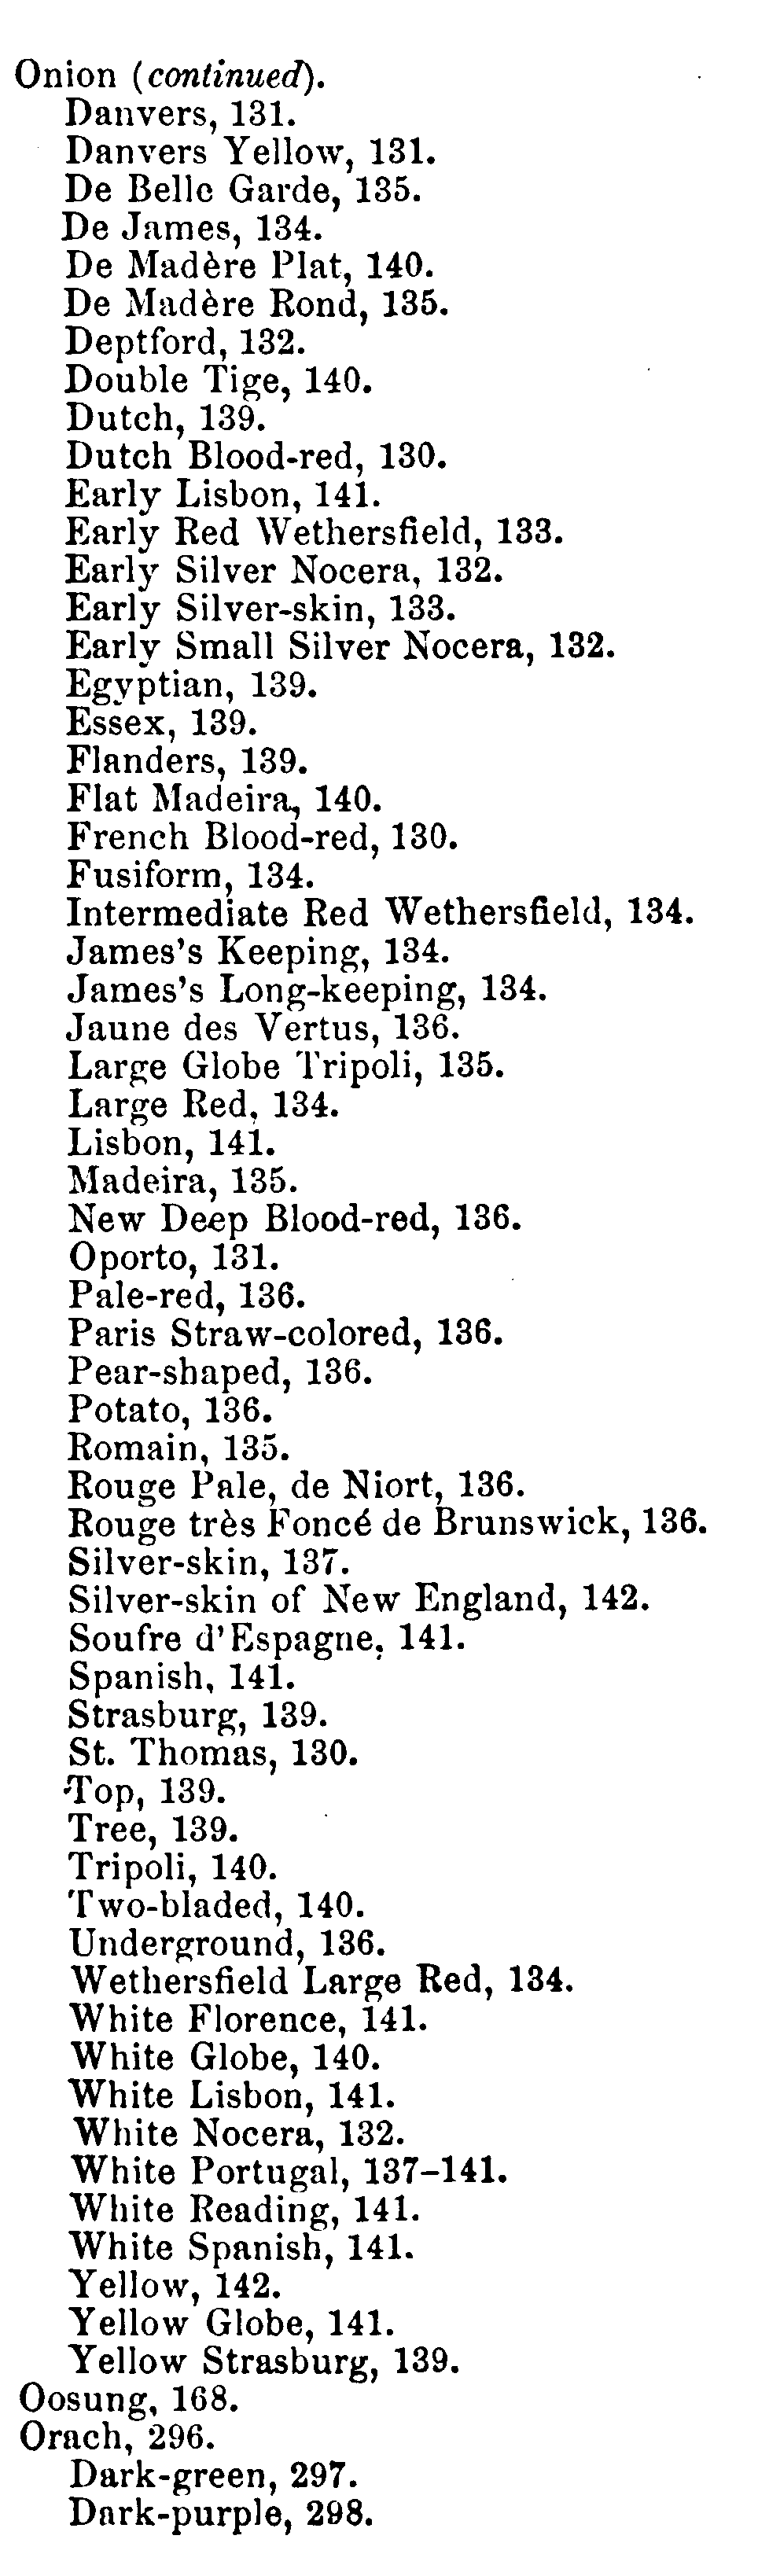 Onion (continued).
Danvers, 131.
Danvers Yellow, 131.
De Belle Garde, 135.
De James, 134.
De Madère Plat, 140.
De Madère Rond, 135.
Deptford, 132.
Double Tige, 140.
Dutch, 139.
Dutch Blood-red, 130.
Early Lisbon, 141.
Early Red Wethersfield, 133.
Early Silver Nocera, 132.
Early Silver-skin, 133.
Early Small Silver Nocera, 132.
Egyptian, 139.
Essex, 139.
Flanders, 139.
Flat Madeira, 140.
French Blood-red, 130.
Fusiform, 134.
Intermediate Red Wethersfield, 134.
James's Keeping, 134.
James's Long-keeping, 134.
Jaune des Vertus, 136.
Large Globe Tripoli, 135.
Large Red, 134.
Lisbon, 141.
Madeira, 135.
New Deep Blood-red, 136.
Oporto, 131.
Pale-red, 136.
Paris Straw-colored, 136.
Pear-shaped, 136.
Potato, 136.
Romain, 135.
Rouge Pale, de Niort, 136.
Rouge très Foncé de Brunswick, 136.
Silver-skin, 137.
Silver-skin of New England, 142.
Soufre d'Espagne, 141.
Spanish, 141.
Strasburg, 139.
St. Thomas, 130.
Top, 139.
Tree, 139.
Tripoli, 140.
Two-bladed, 140.
Underground, 136.
Wethersfield Large Red, 134.
White Florence, 141.
White Globe, 140.
White Lisbon, 141.
White Nocera, 132.
White Portugal, 137–141.
White Reading, 141.
White Spanish, 141.
Yellow, 142.
Yellow Globe, 141.
Yellow Strasburg, 139.
Oosung, 168.
Orach, 296.
Dark-green, 297.
Dark-purple, 298.